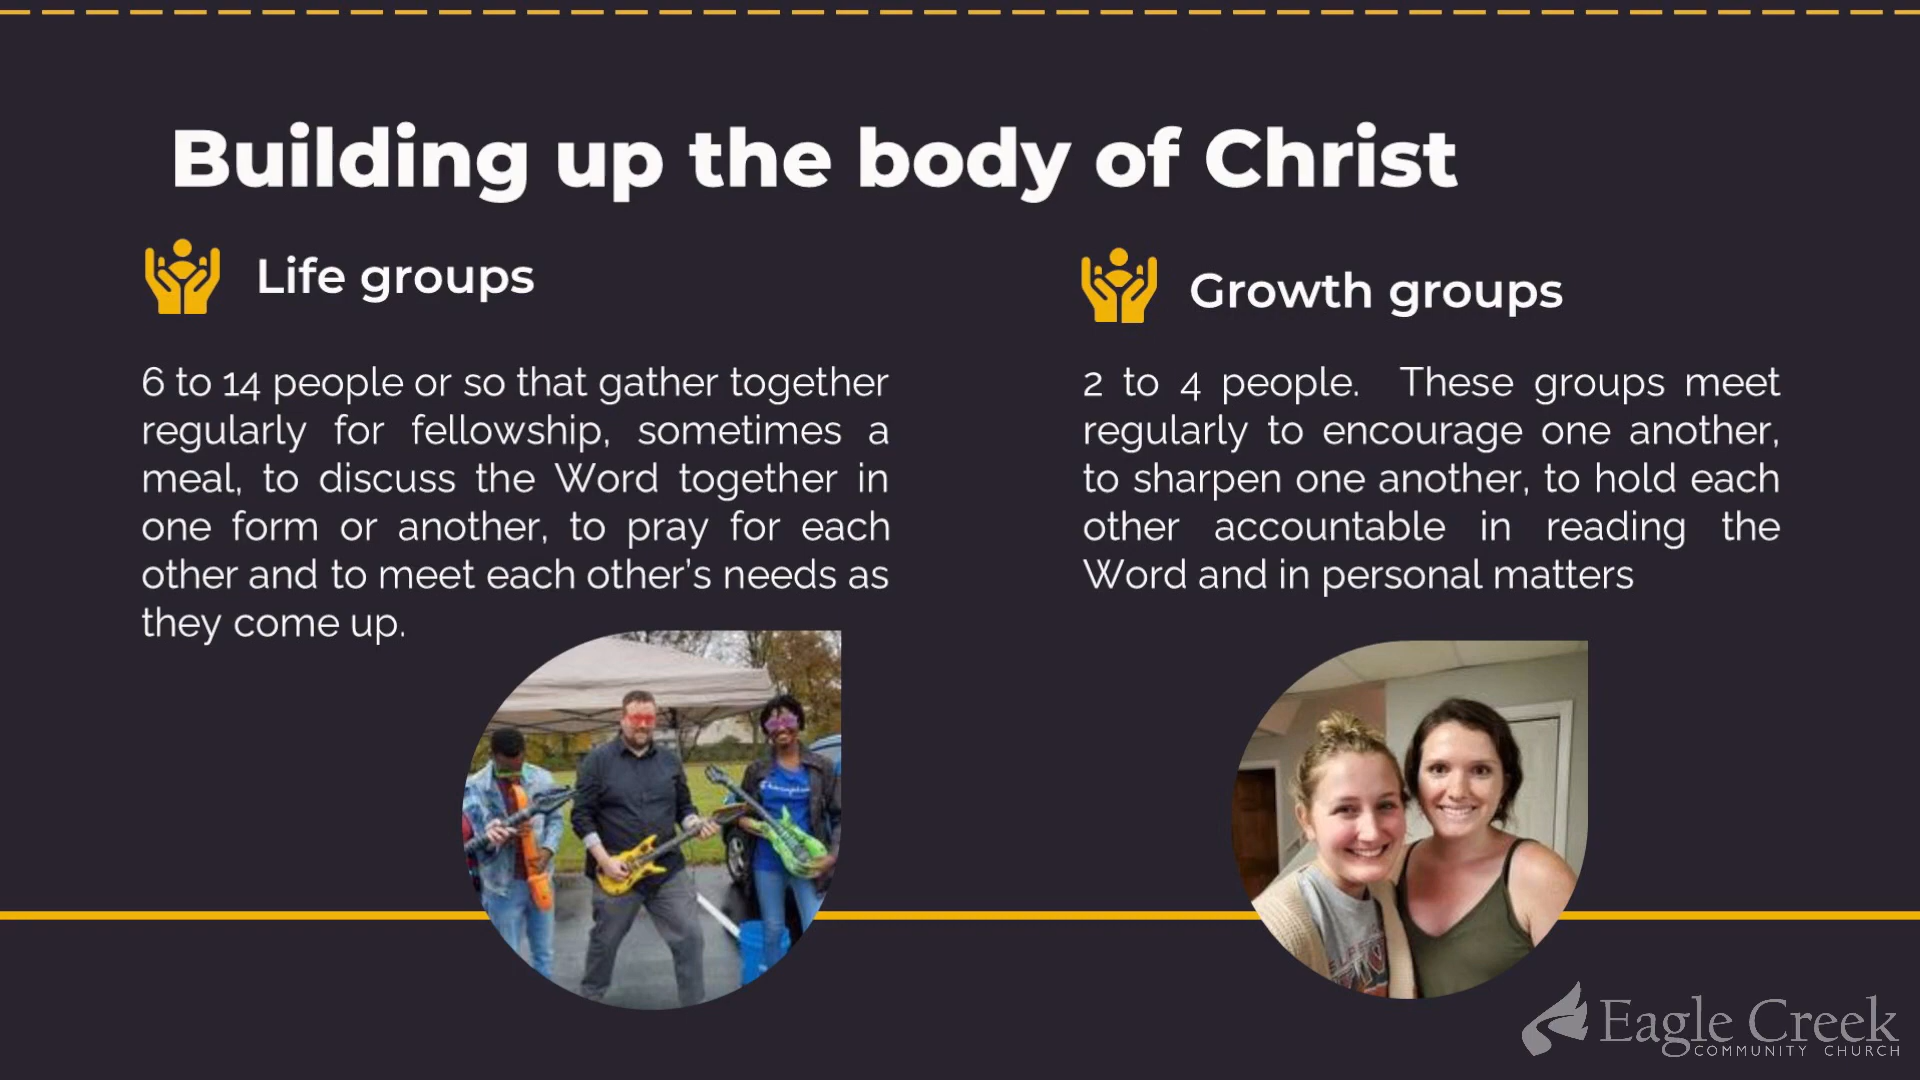 Building up the body of Christ
Life groups
6 to 14 people or so that gather together
regularly for fellowship, sometimes a
meal, to discuss the Word together in
one form or another, to pray for each
other and to meet each other's needs as
they come up.
Growth groups
2 to 4 people.  These groups meet
regularly to encourage one another,
to sharpen one another, to hold each
other accountable in reading the
Word and in personal matters
Champion
Eagle Creek
COMMUNITY CHURCH